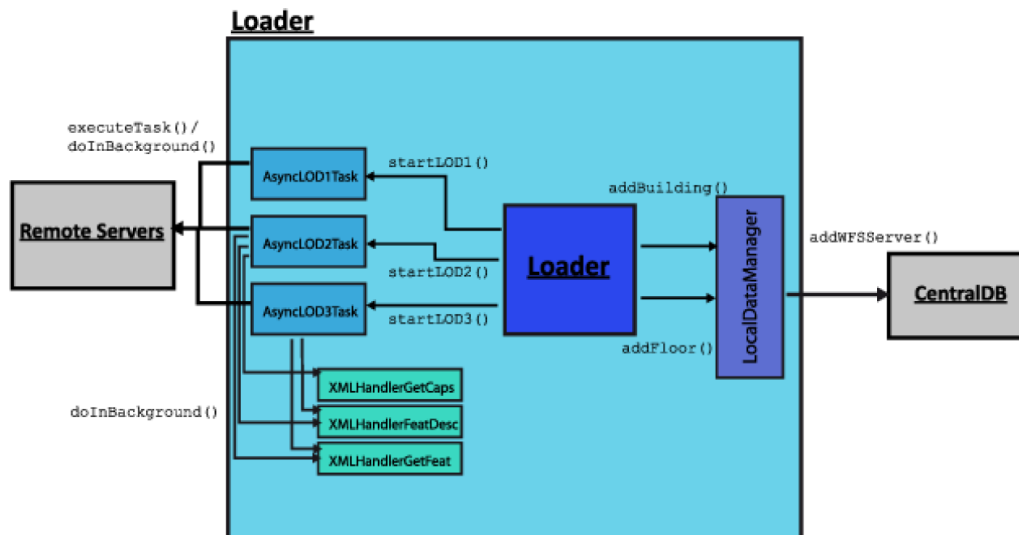 Loader
executeTask()/
doInBackground()
AsyncLOD1Task
startLOD1()
addBuilding()
Remote Servers
AsyncLOD2Task
startLOD2()
Loader
LocalDataManager
addWFSServer()
CentralDB
AsyncLOD3Task
startLOD3()
addFloor()
XMLHandlerGetCaps
doInBackground()
XMLHandlerFeatDesc
XMLHandlerGetFeat